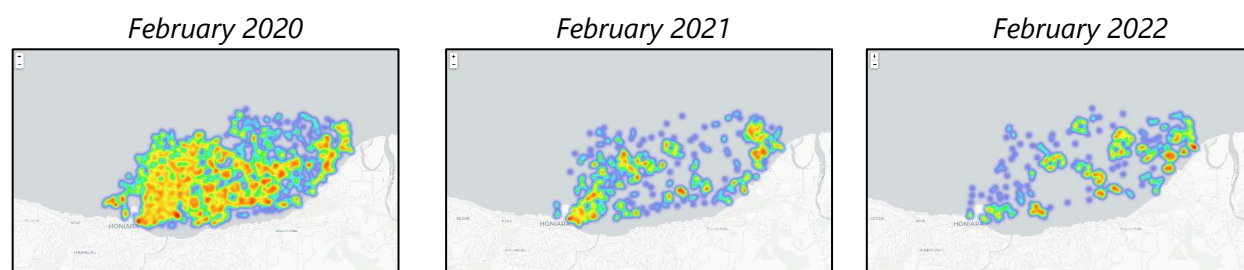 February 2020
February 2021
February 2022
+
−
+
−
+
−
HONIARA
HONIARA
HONIARA